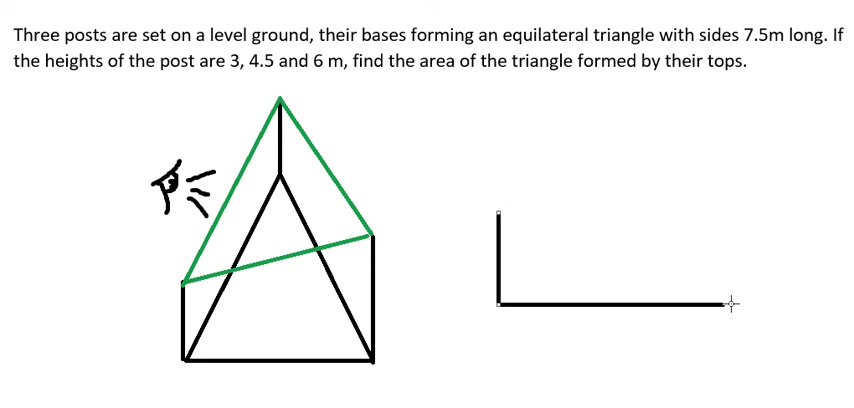 Three posts are set on a level ground, their bases forming an equilateral triangle with sides 7.5m long. If
the heights of the post are 3, 4.5 and 6 m, find the area of the triangle formed by their tops.